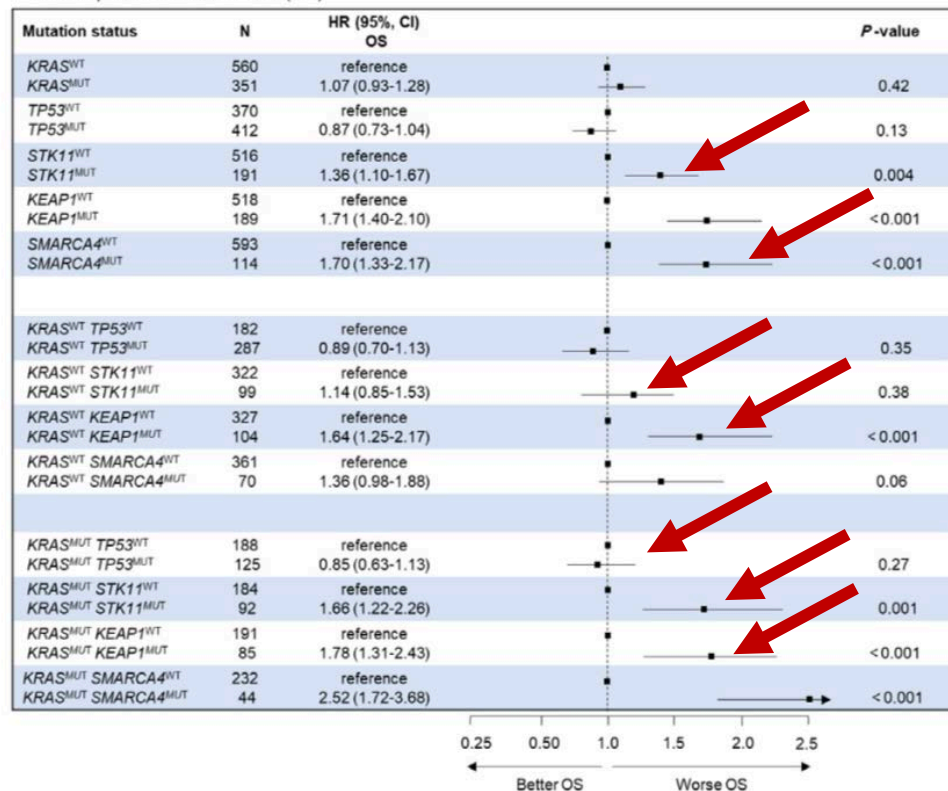 Mutation status N HR (95%, CI) OS P-value
KRASWT 560 reference
KRASMUT 351 1.07 (0.93-1.28) 0.42
TP53WT 370 reference
TP53MUT 412 0.87 (0.73-1.04) 0.13
STK11WT 516 reference
STK11MUT 191 1.36 (1.10-1.67) 0.004
KEAP1WT 518 reference
KEAP1MUT 189 1.71 (1.40-2.10) <0.001
SMARCA4WT 593 reference
SMARCA4MUT 114 1.70 (1.33-2.17) <0.001
KRASWT TP53WT 182 reference
KRASWT TP53MUT 287 0.89 (0.70-1.13) 0.35
KRASWT STK11WT 322 reference
KRASWT STK11MUT 99 1.14 (0.85-1.53) 0.38
KRASWT KEAP1WT 327 reference
KRASWT KEAP1MUT 104 1.64 (1.25-2.17) <0.001
KRASWT SMARCA4WT 361 reference
KRASWT SMARCA4MUT 70 1.36 (0.98-1.88) 0.06
KRASMUT TP53WT 188 reference
KRASMUT TP53MUT 125 0.85 (0.63-1.13) 0.27
KRASMUT STK11WT 184 reference
KRASMUT STK11MUT 92 1.66 (1.22-2.26) 0.001
KRASMUT KEAP1WT 191 reference
KRASMUT KEAP1MUT 85 1.78 (1.31-2.43) <0.001
KRASMUT SMARCA4WT 232 reference
KRASMUT SMARCA4MUT 44 2.52 (1.72-3.68) <0.001
0.25 0.50 1.0 1.5 2.0 2.5
Better OS Worse OS